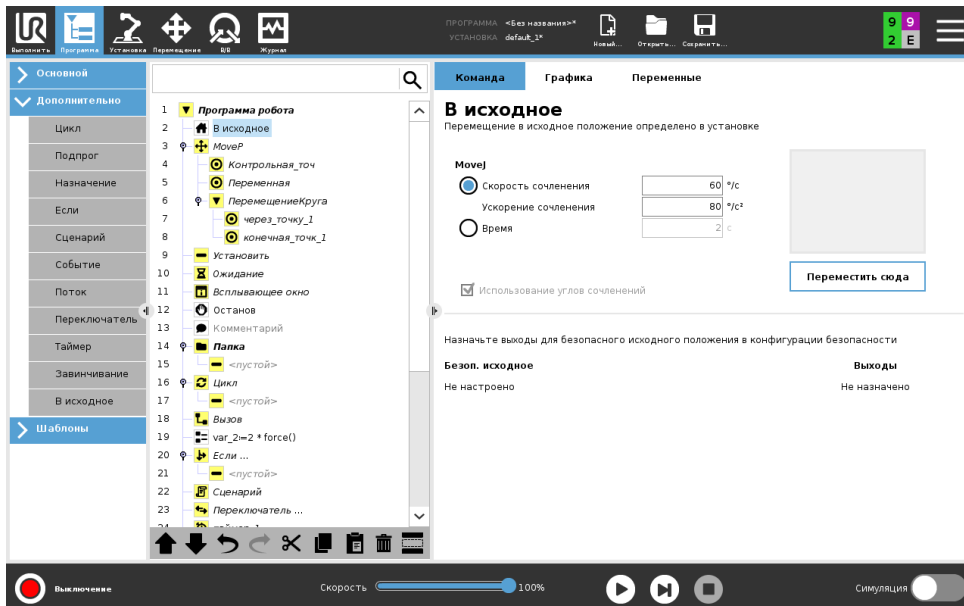 UR
ПРОГРАММА <Без названия>*
УСТАНОВКА default_1*
Выполнить Программа Установка Перемещение В/В Журнал
Новый... Открыть... Сохранить...
9 9
2 E
Основной
Дополнительно
Цикл
Подпрог
Назначение
Если
Сценарий
Событие
Поток
Переключатель
Таймер
Завинчивание
В исходное
Шаблоны
1 Программа робота
2 В исходное
3 MoveP
4 Контрольная_точ
5 Переменная
6 ПеремещениеКруга
7 через_точку_1
8 конечная_точк_1
9 Установить
10 Ожидание
11 Всплывающее окно
12 Останов
13 Комментарий
14 Папка
15 <пустой>
16 Цикл
17 <пустой>
18 Вызов
19 var_2≔2 * force()
20 Если ...
21 <пустой>
22 Сценарий
23 Переключатель ...
Команда Графика Переменные
В исходное
Перемещение в исходное положение определено в установке
MoveJ
Скорость сочленения 60 °/с
Ускорение сочленения 80 °/с²
Время 2 с
Переместить сюда
Использование углов сочленений
Назначьте выходы для безопасного исходного положения в конфигурации безопасности
Безоп. исходное Выходы
Не настроено Не назначено
Выключение
Скорость 100%
Симуляция